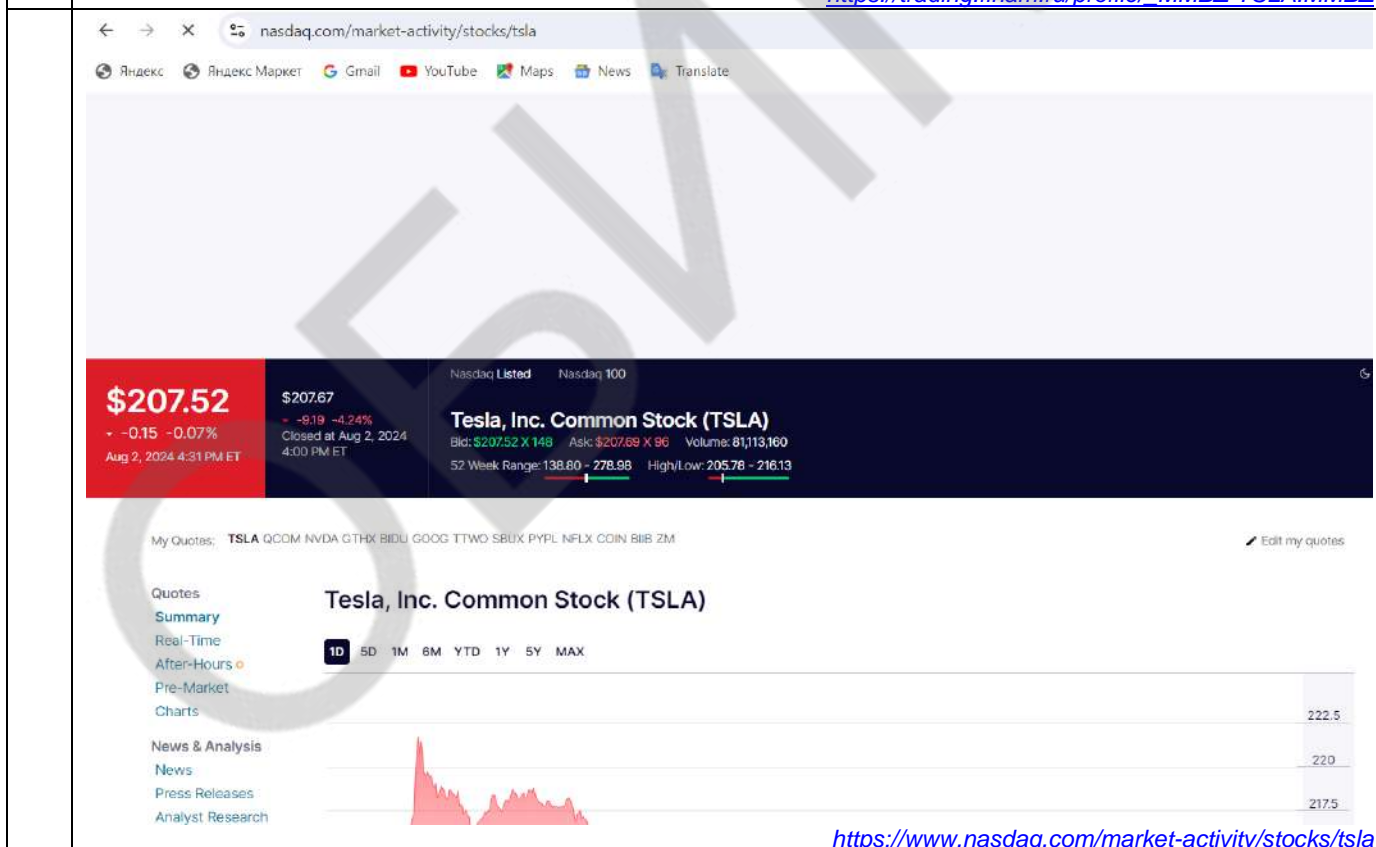 nasdaq.com/market-activity/stocks/tsla
Яндекс Яндекс Маркет Gmail YouTube Maps News Translate
Nasdaq Listed Nasdaq 100
$207.52
-0.15 -0.07%
Aug 2, 2024 4:31 PM ET
$207.67
-9.19 -4.24%
Closed at Aug 2, 2024
4:00 PM ET
Tesla, Inc. Common Stock (TSLA)
Bid: $207.52 X 148 Ask: $207.69 X 96 Volume: 81,113,160
52 Week Range: 138.80 - 278.98 High/Low: 205.78 - 216.13
My Quotes: TSLA QCOM NVDA GTHX BIDU GOOG TTWO SBUX PYPL NFLX COIN BIIB ZM
Edit my quotes
Quotes
Summary
Real-Time
After-Hours
Pre-Market
Charts
News & Analysis
News
Press Releases
Analyst Research
Tesla, Inc. Common Stock (TSLA)
1D 5D 1M 6M YTD 1Y 5Y MAX
222.5
220
217.5
https://www.nasdaq.com/market-activity/stocks/tsla